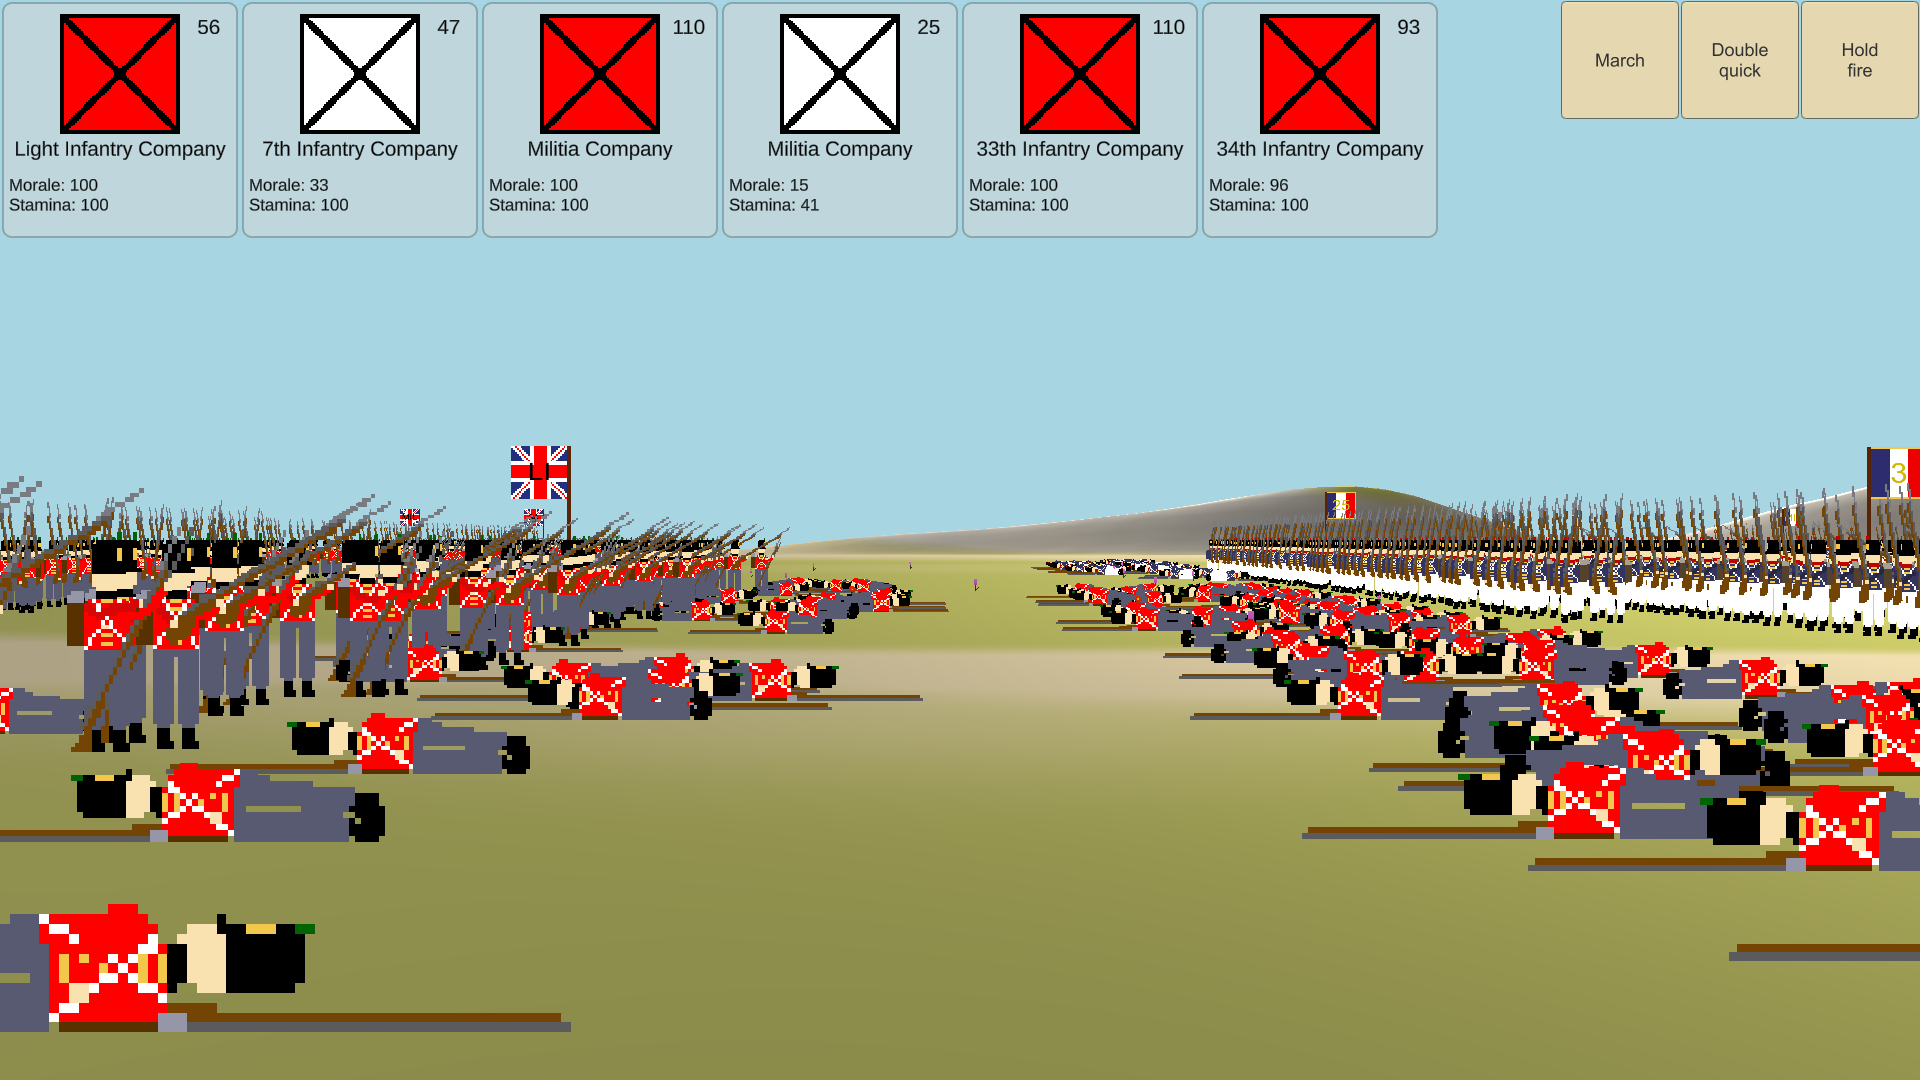 56
Light Infantry Company
Morale: 100
Stamina: 100
47
7th Infantry Company
Morale: 33
Stamina: 100
110
Militia Company
Morale: 100
Stamina: 100
25
Militia Company
Morale: 15
Stamina: 41
110
33th Infantry Company
Morale: 100
Stamina: 100
93
34th Infantry Company
Morale: 96
Stamina: 100
March
Double
quick
Hold
fire
L
25
3